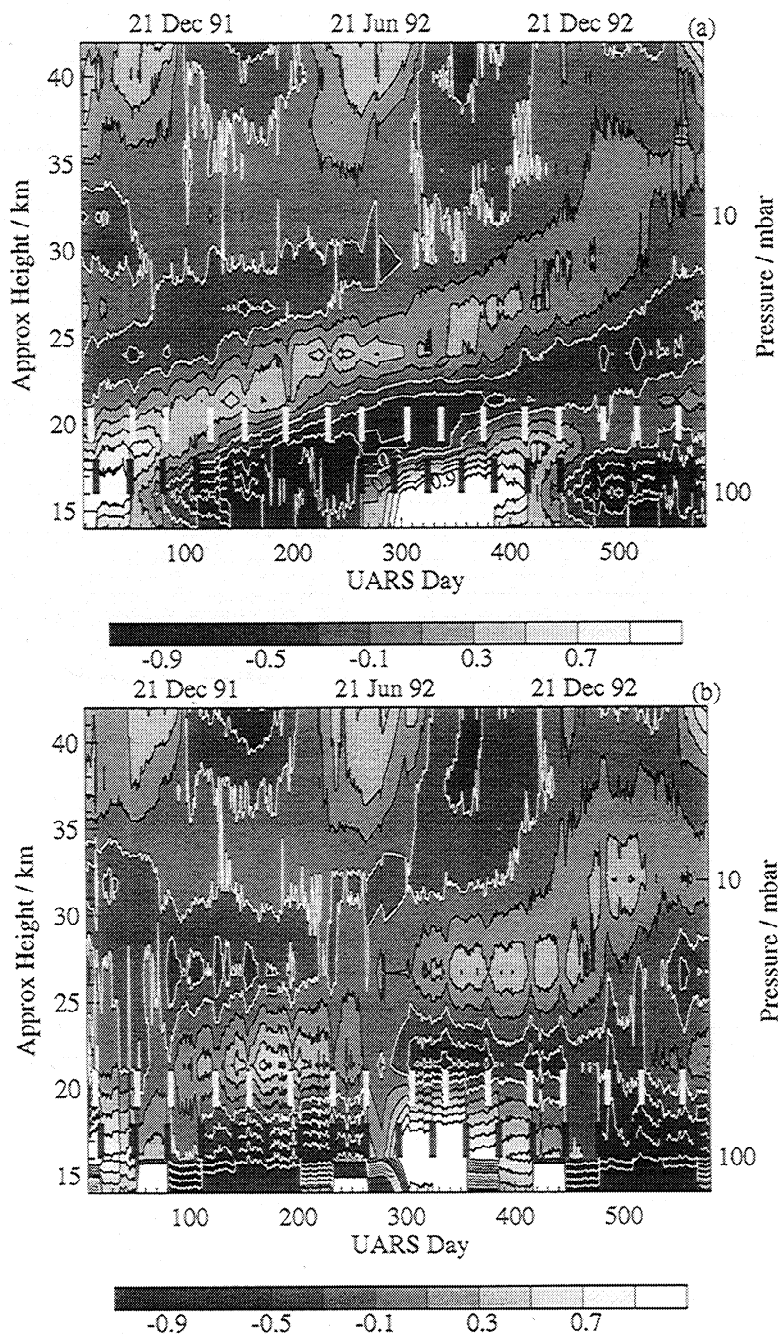 21 Dec 91 21 Jun 92 21 Dec 92 (a)
Approx Height / km
40
35
30
25
20
15
10
100
Pressure / mbar
0.9
100 200 300 400 500
UARS Day
-0.9 -0.5 -0.1 0.3 0.7
21 Dec 91 21 Jun 92 21 Dec 92 (b)
Approx Height / km
40
35
30
25
20
15
10
100
Pressure / mbar
100 200 300 400 500
UARS Day
-0.9 -0.5 -0.1 0.3 0.7